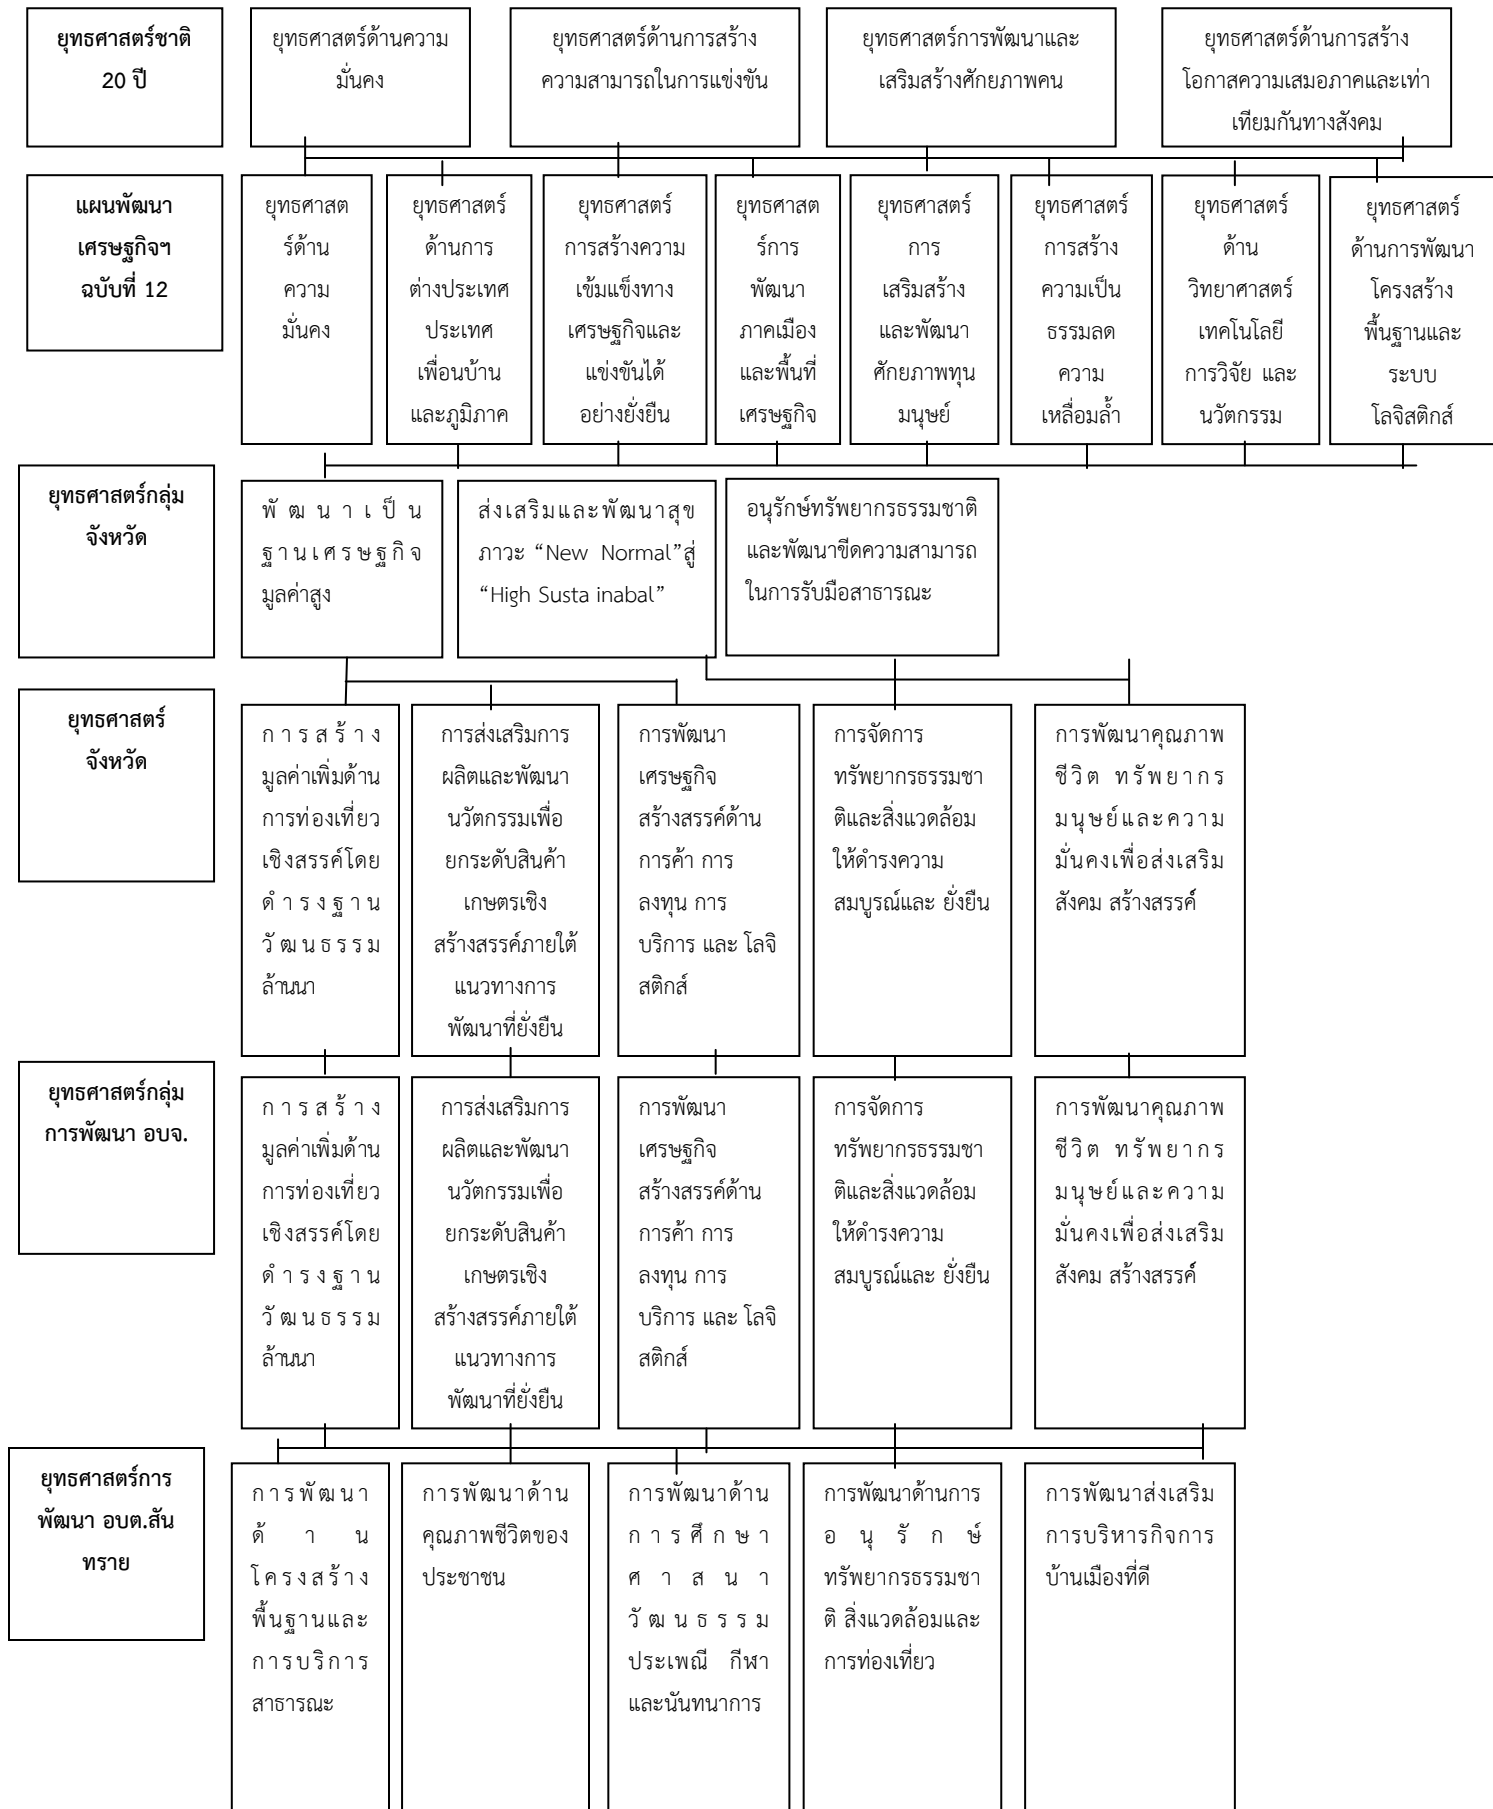 ยุทธศาสตร์ชาติ
20 ปี
ยุทธศาสตร์ด้านความ
มั่นคง
ยุทธศาสตร์ด้านการสร้าง
ความสามารถในการแข่งขัน
ยุทธศาสตร์การพัฒนาและ
เสริมสร้างศักยภาพคน
ยุทธศาสตร์ด้านการสร้าง
โอกาสความเสมอภาคและเท่า
เทียมกันทางสังคม
แผนพัฒนา
เศรษฐกิจฯ
ฉบับที่ 12
ยุทธศาสต
ร์ด้าน
ความ
มั่นคง
ยุทธศาสตร์
ด้านการ
ต่างประเทศ
ประเทศ
เพื่อนบ้าน
และภูมิภาค
ยุทธศาสตร์
การสร้างความ
เข้มแข็งทาง
เศรษฐกิจและ
แข่งขันได้
อย่างยั่งยืน
ยุทธศาสต
ร์การ
พัฒนา
ภาคเมือง
และพื้นที่
เศรษฐกิจ
ยุทธศาสตร์
การ
เสริมสร้าง
และพัฒนา
ศักยภาพทุน
มนุษย์
ยุทธศาสตร์
การสร้าง
ความเป็น
ธรรมลด
ความ
เหลื่อมล้ำ
ยุทธศาสตร์
ด้าน
วิทยาศาสตร์
เทคโนโลยี
การวิจัย และ
นวัตกรรม
ยุทธศาสตร์
ด้านการพัฒนา
โครงสร้าง
พื้นฐานและ
ระบบ
โลจิสติกส์
ยุทธศาสตร์กลุ่ม
จังหวัด
พัฒนาเป็น
ฐานเศรษฐกิจ
มูลค่าสูง
ส่งเสริมและพัฒนาสุข
ภาวะ “New Normal”สู่
“High Susta inabal”
อนุรักษ์ทรัพยากรธรรมชาติ
และพัฒนาขีดความสามารถ
ในการรับมือสาธารณะ
ยุทธศาสตร์
จังหวัด
การสร้าง
มูลค่าเพิ่มด้าน
การท่องเที่ยว
เชิงสรรค์โดย
ดำรงฐาน
วัฒนธรรม
ล้านนา
การส่งเสริมการ
ผลิตและพัฒนา
นวัตกรรมเพื่อ
ยกระดับสินค้า
เกษตรเชิง
สร้างสรรค์ภายใต้
แนวทางการ
พัฒนาที่ยั่งยืน
การพัฒนา
เศรษฐกิจ
สร้างสรรค์ด้าน
การค้า การ
ลงทุน การ
บริการ และ โลจิ
สติกส์
การจัดการ
ทรัพยากรธรรมชา
ติและสิ่งแวดล้อม
ให้ดำรงความ
สมบูรณ์และ ยั่งยืน
การพัฒนาคุณภาพ
ชีวิต ทรัพยากร
มนุษย์และความ
มั่นคงเพื่อส่งเสริม
สังคม สร้างสรรค์
ยุทธศาสตร์กลุ่ม
การพัฒนา อบจ.
การสร้าง
มูลค่าเพิ่มด้าน
การท่องเที่ยว
เชิงสรรค์โดย
ดำรงฐาน
วัฒนธรรม
ล้านนา
การส่งเสริมการ
ผลิตและพัฒนา
นวัตกรรมเพื่อ
ยกระดับสินค้า
เกษตรเชิง
สร้างสรรค์ภายใต้
แนวทางการ
พัฒนาที่ยั่งยืน
การพัฒนา
เศรษฐกิจ
สร้างสรรค์ด้าน
การค้า การ
ลงทุน การ
บริการ และ โลจิ
สติกส์
การจัดการ
ทรัพยากรธรรมชา
ติและสิ่งแวดล้อม
ให้ดำรงความ
สมบูรณ์และ ยั่งยืน
การพัฒนาคุณภาพ
ชีวิต ทรัพยากร
มนุษย์และความ
มั่นคงเพื่อส่งเสริม
สังคม สร้างสรรค์
ยุทธศาสตร์การ
พัฒนา อบต.สัน
ทราย
การพัฒนา
ด้าน
โครงสร้าง
พื้นฐานและ
การบริการ
สาธารณะ
การพัฒนาด้าน
คุณภาพชีวิตของ
ประชาชน
การพัฒนาด้าน
การศึกษา
ศาสนา
วัฒนธรรม
ประเพณี กีฬา
และนันทนาการ
การพัฒนาด้านการ
อนุรักษ์
ทรัพยากรธรรมชา
ติ สิ่งแวดล้อมและ
การท่องเที่ยว
การพัฒนาส่งเสริม
การบริหารกิจการ
บ้านเมืองที่ดี